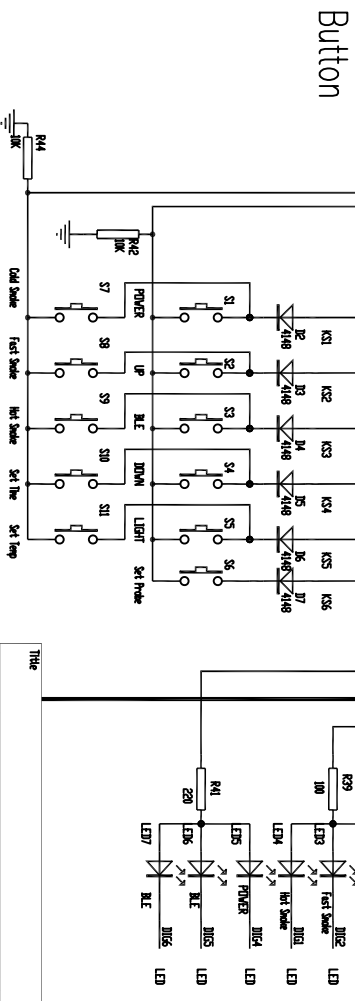 Button
KS1
KS2
KS3
KS4
KS5
KS6
D2
4148
D3
4148
D4
4148
D5
4148
D6
4148
D7
4148
S1
S2
S3
S4
S5
S6
R42
10K
POWER
UP
BLE
DOWN
LIGHT
Set Probe
S7
S8
S9
S10
S11
R44
10K
Cold Smoke
Fast Smoke
Hot Smoke
Set Temp
R39
100
LED3
DIG2
Fast Smoke
LED
LED4
DIG1
Hot Smoke
LED
LED5
DIG4
POWER
LED
R41
220
LED6
DIG5
BLE
LED
LED7
DIG6
BLE
LED
Title